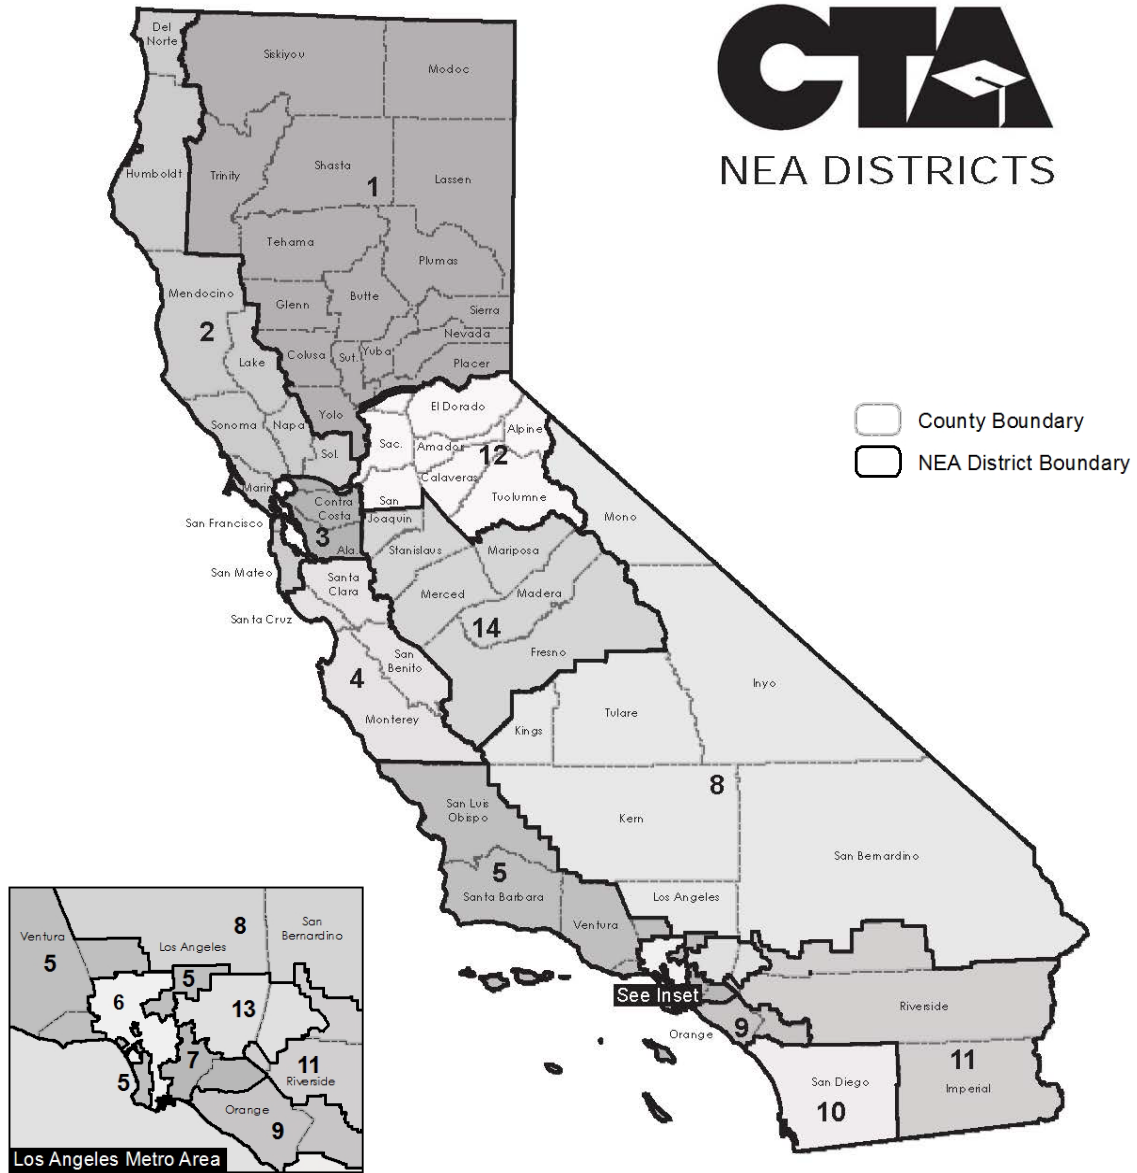 CTA
NEA DISTRICTS
Del
Norte
Siskiyou
Modoc
Humboldt
Trinity
Shasta
1
Lassen
Tehama
Plumas
Mendocino
Glenn
Butte
Sierra
2
Nevada
Lake
Colusa
Sut.
Yuba
Placer
Sonoma
Napa
Yolo
El Dorado
Alpine
County Boundary
Sol.
Sac.
Amador
12
NEA District Boundary
Marin
Calaveras
Tuolumne
Contra
Costa
San
Joaquin
Mono
San Francisco
3
Ala.
Stanislaus
Mariposa
San Mateo
Santa
Clara
Merced
Madera
Santa Cruz
14
Fresno
San
Benito
4
Inyo
Monterey
Kings
Tulare
8
San Luis
Obispo
Kern
San Bernardino
5
Santa Barbara
Los Angeles
Ventura
See Inset
Riverside
Orange
9
11
San Diego
Imperial
10
Ventura
5
Los Angeles
8
San
Bernardino
5
6
13
7
11
Riverside
5
Orange
9
Los Angeles Metro Area